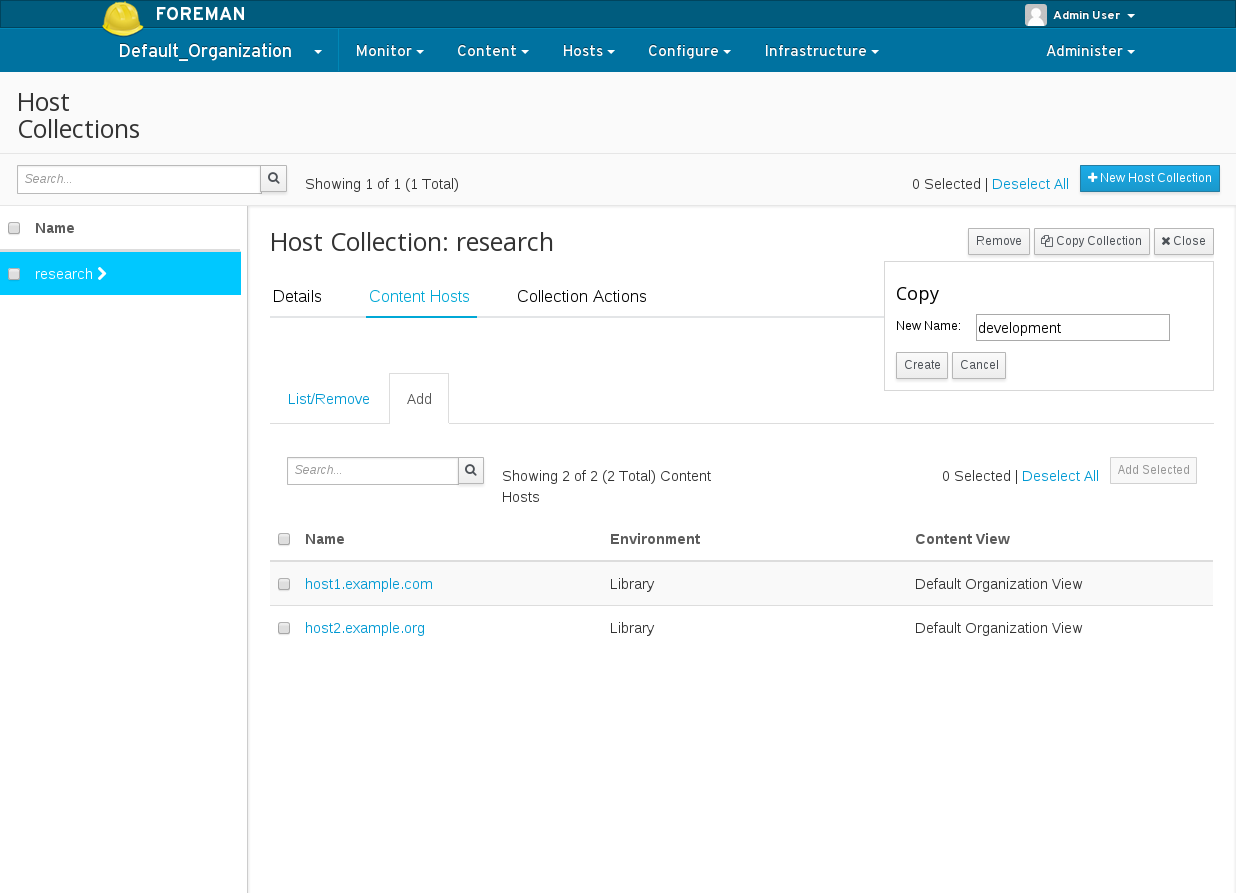 FOREMAN
Admin User
Default_Organization
Monitor
Content
Hosts
Configure
Infrastructure
Administer
Host
Collections
Search...
Showing 1 of 1 (1 Total)
0 Selected | Deselect All
New Host Collection
Name
research
Host Collection: research
Remove
Copy Collection
Close
Details
Content Hosts
Collection Actions
Copy
New Name:
development
Create
Cancel
List/Remove
Add
Search...
Showing 2 of 2 (2 Total) Content
Hosts
0 Selected | Deselect All
Add Selected
Name Environment Content View
host1.example.com Library Default Organization View
host2.example.org Library Default Organization View